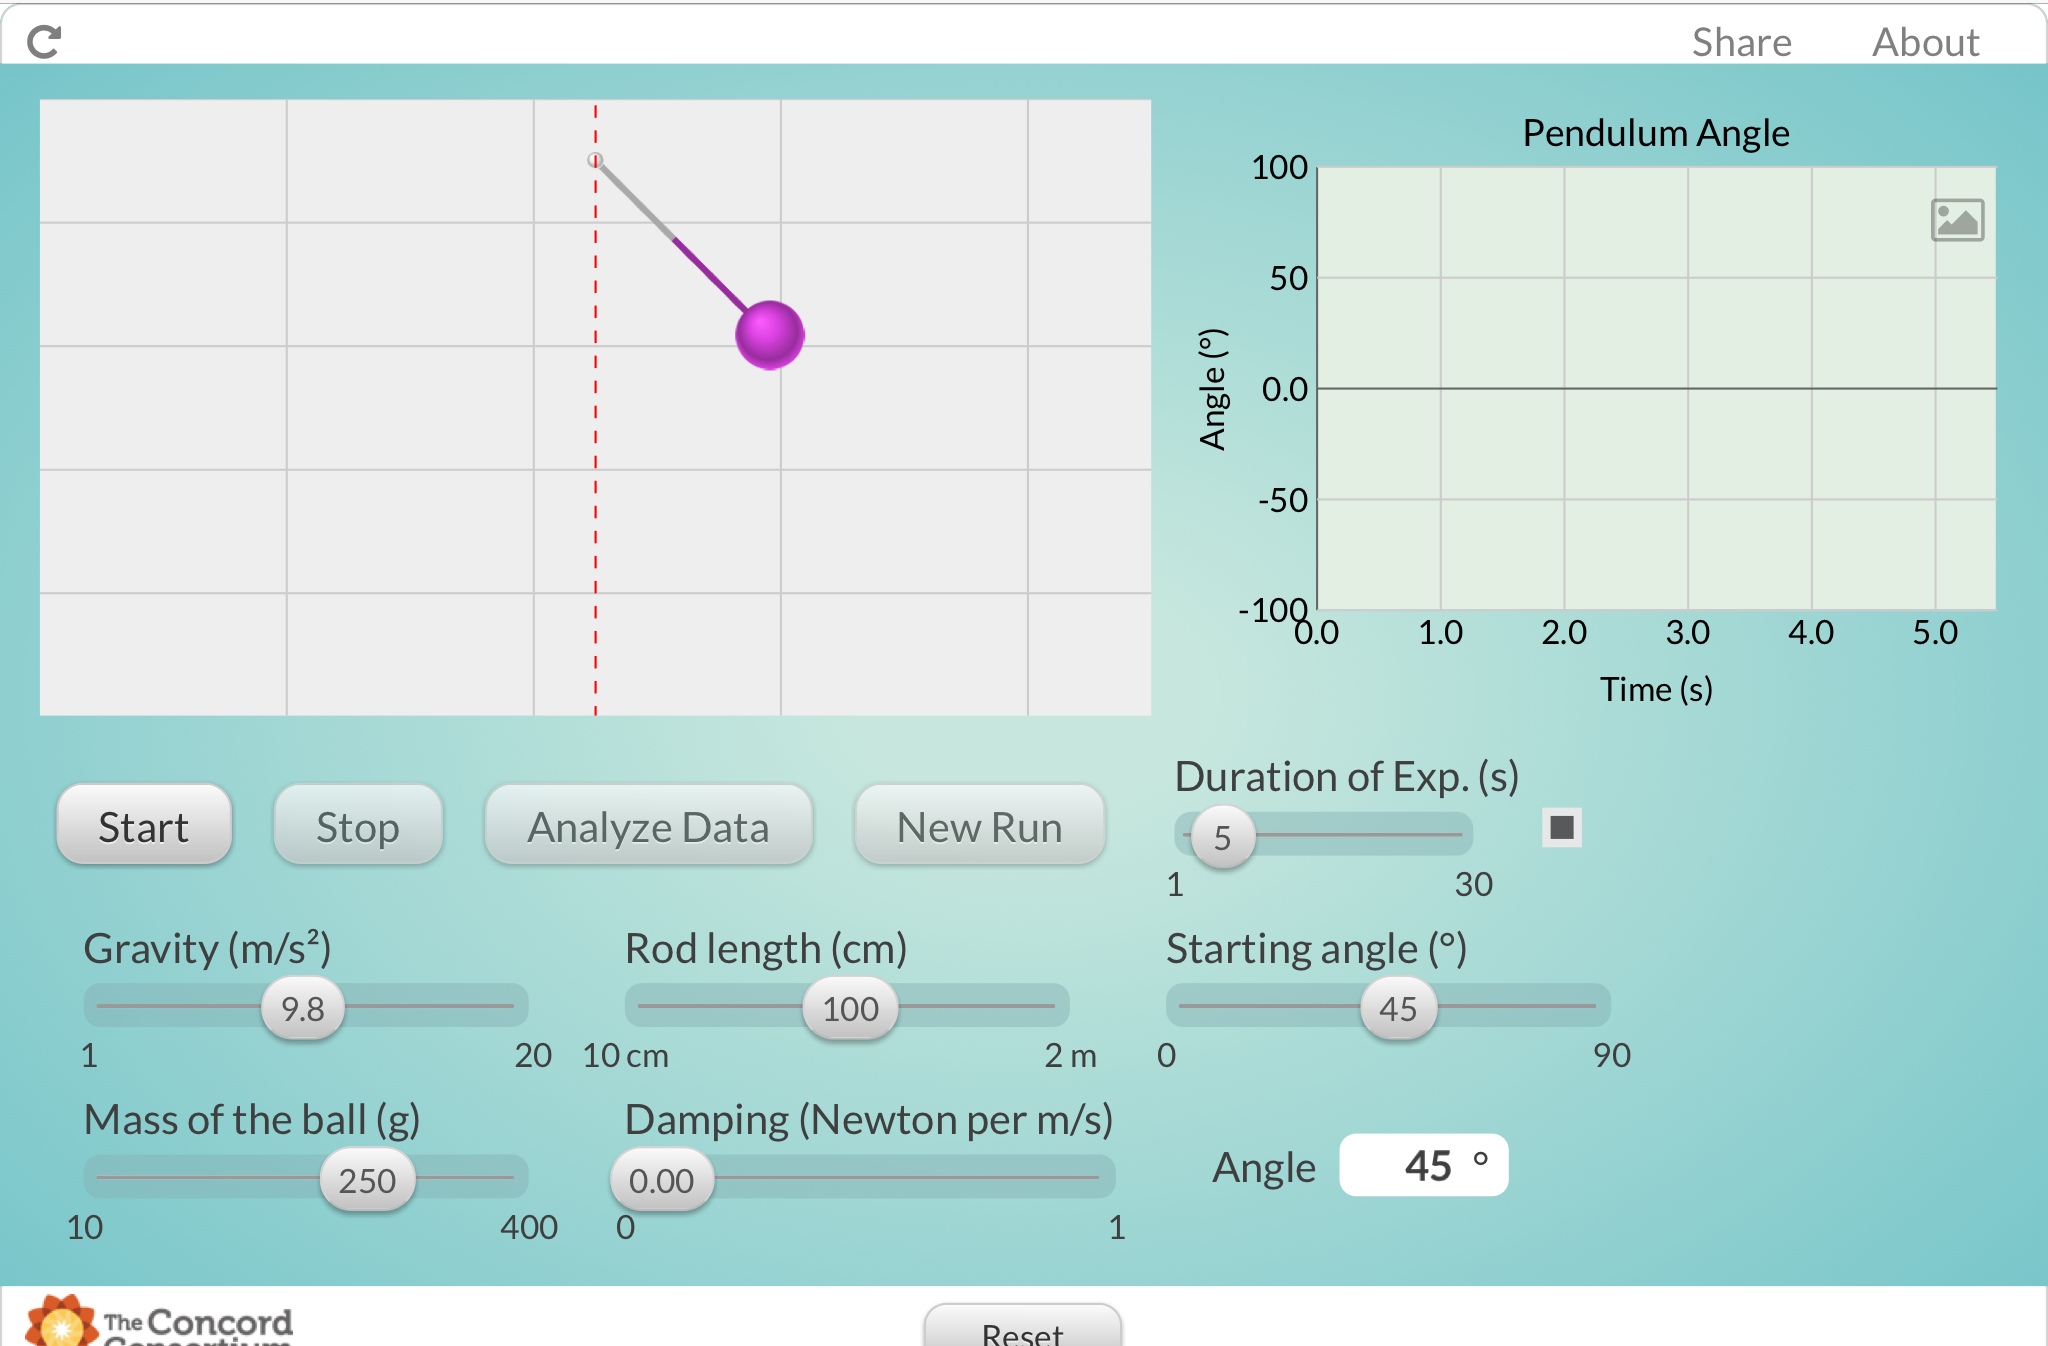 Share About
Pendulum Angle
100
50
0.0
-50
-100
Angle (°)
0.0 1.0 2.0 3.0 4.0 5.0
Time (s)
Start Stop Analyze Data New Run
Duration of Exp. (s)
5
1 30
Gravity (m/s²)
9.8
1 20
Rod length (cm)
100
10 cm 2 m
Starting angle (°)
45
0 90
Mass of the ball (g)
250
10 400
Damping (Newton per m/s)
0.00
0 1
Angle 45 °
The Concord
Consortium
Reset